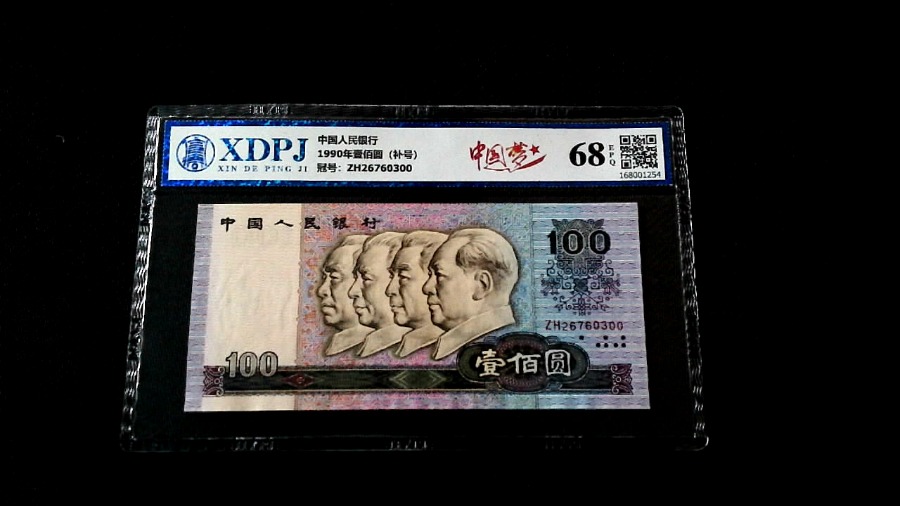 XDPJ
XIN DE PING JI
中国人民银行
1990年壹佰圆（补号）
冠号：ZH26760300
中国梦
68
EPQ
168001254
中国人民银行
100
ZH26760300
100
壹佰圆